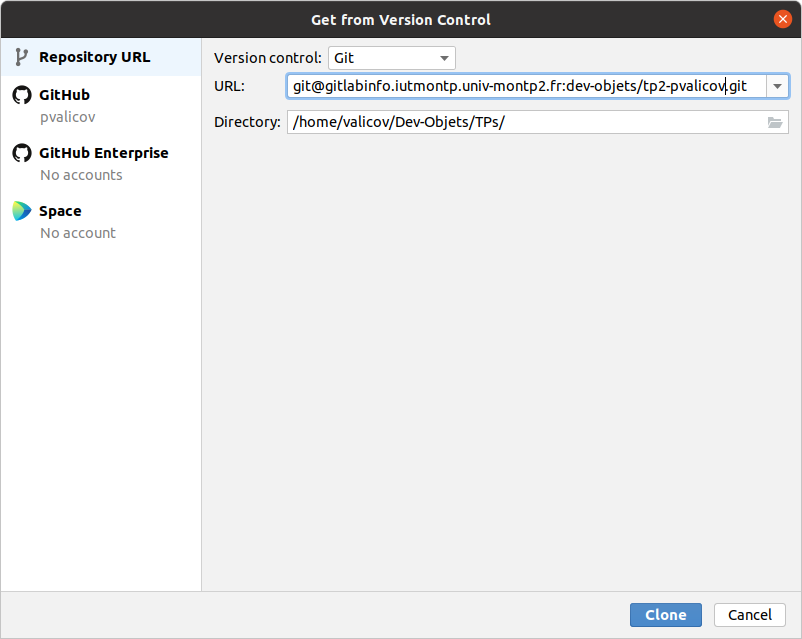 Get from Version Control
Repository URL
GitHub
pvalicov
GitHub Enterprise
No accounts
Space
No account
Version control: Git
URL: git@gitlabinfo.iutmontp.univ-montp2.fr:dev-objets/tp2-pvalicov.git
Directory: /home/valicov/Dev-Objets/TPs/
Clone Cancel